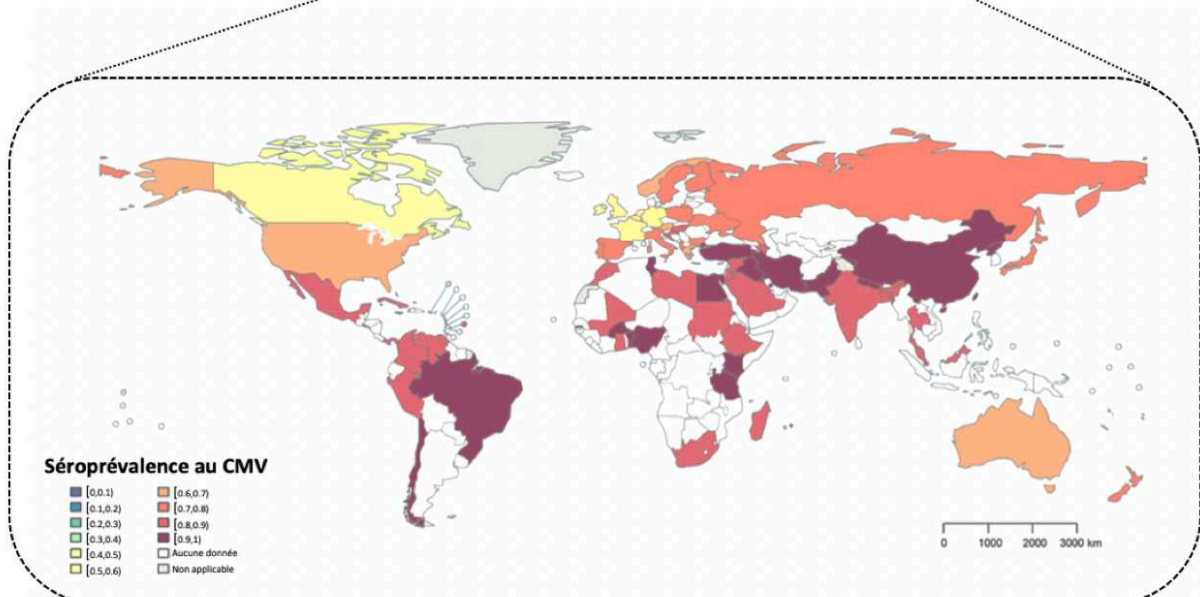 Séroprévalence au CMV
[0,0.1)
[0.1,0.2)
[0.2,0.3)
[0.3,0.4)
[0.4,0.5)
[0.5,0.6)
[0.6,0.7)
[0.7,0.8)
[0.8,0.9)
[0.9,1)
Aucune donnée
Non applicable
0 1000 2000 3000 km